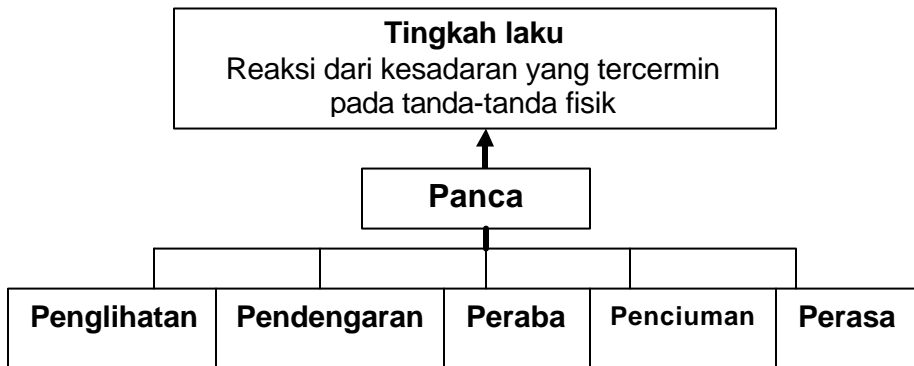 Tingkah laku
Reaksi dari kesadaran yang tercermin
pada tanda-tanda fisik
Panca
Penglihatan
Pendengaran
Peraba
Penciuman
Perasa